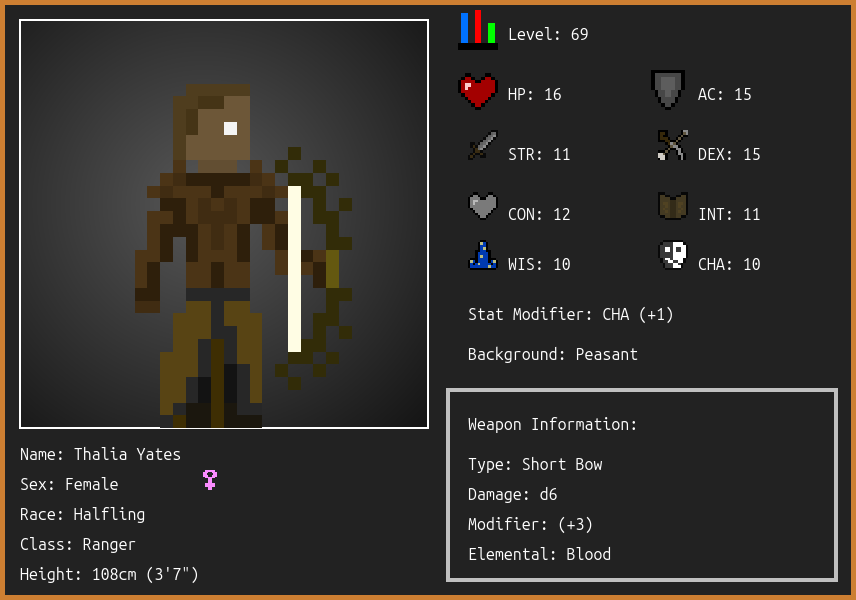 Level: 69
HP: 16
AC: 15
STR: 11
DEX: 15
CON: 12
INT: 11
WIS: 10
CHA: 10
Stat Modifier: CHA (+1)
Background: Peasant
Weapon Information:
Type: Short Bow
Damage: d6
Modifier: (+3)
Elemental: Blood
Name: Thalia Yates
Sex: Female
Race: Halfling
Class: Ranger
Height: 108cm (3'7")